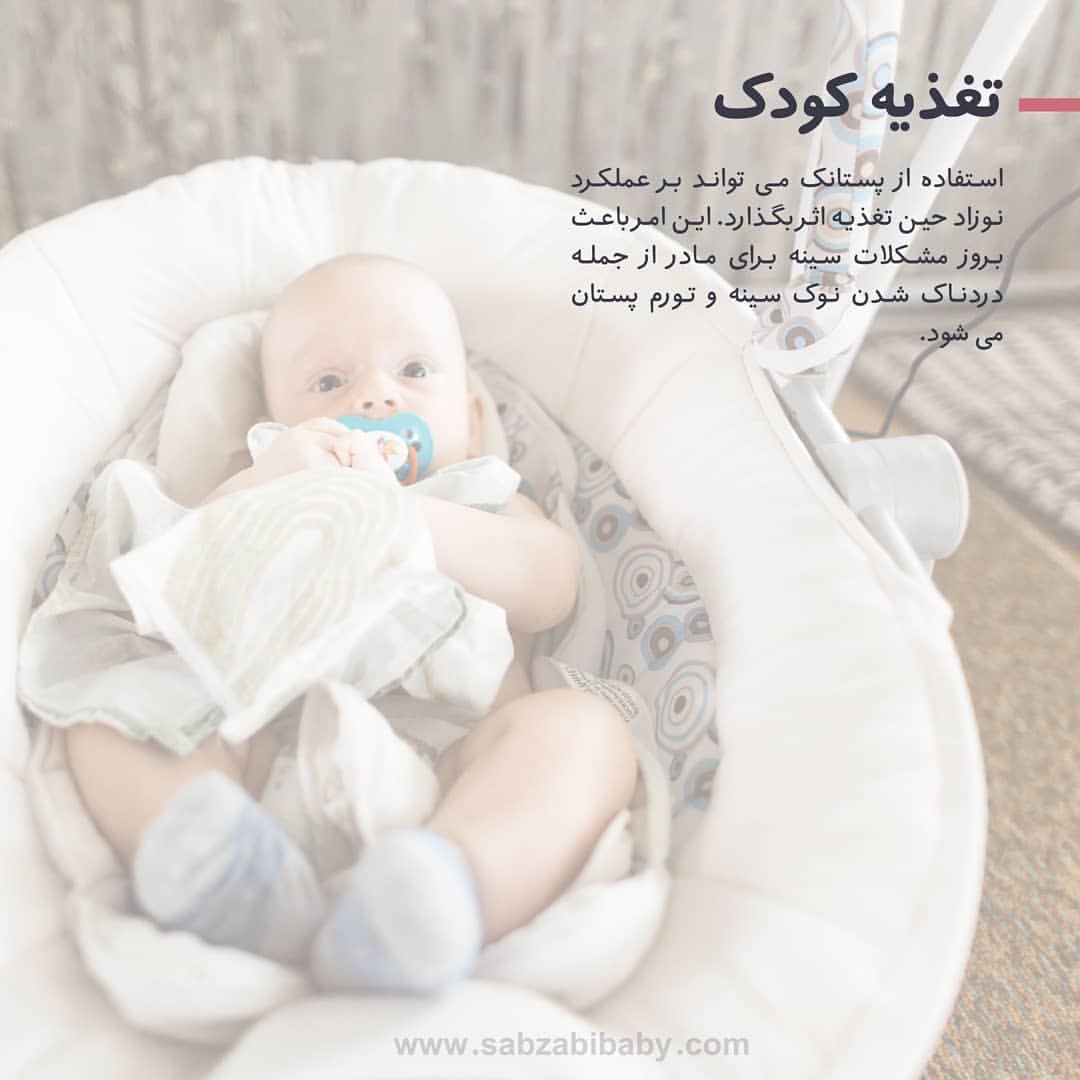 تغذیه کودک
استفاده از پستانک می تواند بر عملکرد
نوزاد حین تغذیه اثربگذارد. این امرباعث
بروز مشکلات سینه برای مادر از جمله
دردناک شدن نوک سینه و تورم پستان
می شود.
www.sabzabibaby.com